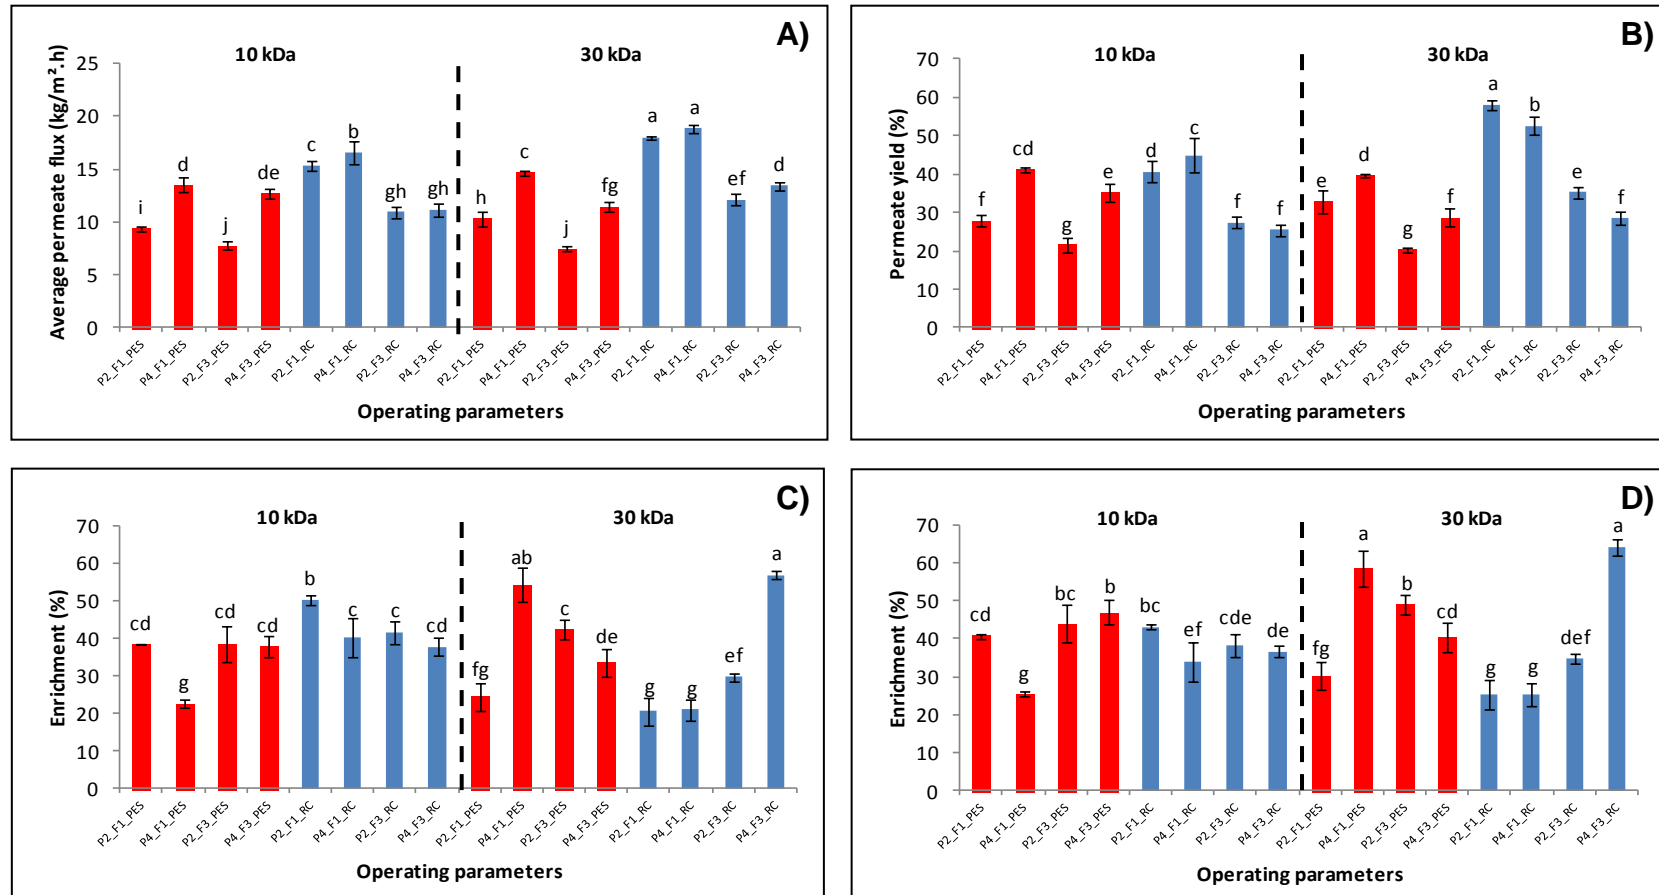 A)
10 kDa
30 kDa
Average permeate flux (kg/m².h)
25
20
15
10
5
0
i
d
j
de
c
b
gh
gh
h
c
j
fg
a
a
ef
d
P2_F1_PES
P4_F1_PES
P2_F3_PES
P4_F3_PES
P2_F1_RC
P4_F1_RC
P2_F3_RC
P4_F3_RC
P2_F1_PES
P4_F1_PES
P2_F3_PES
P4_F3_PES
P2_F1_RC
P4_F1_RC
P2_F3_RC
P4_F3_RC
Operating parameters
B)
10 kDa
30 kDa
Permeate yield (%)
70
60
50
40
30
20
10
0
f
cd
g
e
d
c
f
f
e
d
g
f
a
b
e
f
P2_F1_PES
P4_F1_PES
P2_F3_PES
P4_F3_PES
P2_F1_RC
P4_F1_RC
P2_F3_RC
P4_F3_RC
P2_F1_PES
P4_F1_PES
P2_F3_PES
P4_F3_PES
P2_F1_RC
P4_F1_RC
P2_F3_RC
P4_F3_RC
Operating parameters
C)
10 kDa
30 kDa
Enrichment (%)
70
60
50
40
30
20
10
0
cd
g
cd
cd
b
c
c
cd
fg
ab
c
de
g
g
ef
a
P2_F1_PES
P4_F1_PES
P2_F3_PES
P4_F3_PES
P2_F1_RC
P4_F1_RC
P2_F3_RC
P4_F3_RC
P2_F1_PES
P4_F1_PES
P2_F3_PES
P4_F3_PES
P2_F1_RC
P4_F1_RC
P2_F3_RC
P4_F3_RC
Operating parameters
D)
10 kDa
30 kDa
Enrichment (%)
70
60
50
40
30
20
10
0
cd
g
bc
b
bc
ef
cde
de
fg
a
b
cd
g
g
def
a
P2_F1_PES
P4_F1_PES
P2_F3_PES
P4_F3_PES
P2_F1_RC
P4_F1_RC
P2_F3_RC
P4_F3_RC
P2_F1_PES
P4_F1_PES
P2_F3_PES
P4_F3_PES
P2_F1_RC
P4_F1_RC
P2_F3_RC
P4_F3_RC
Operating parameters